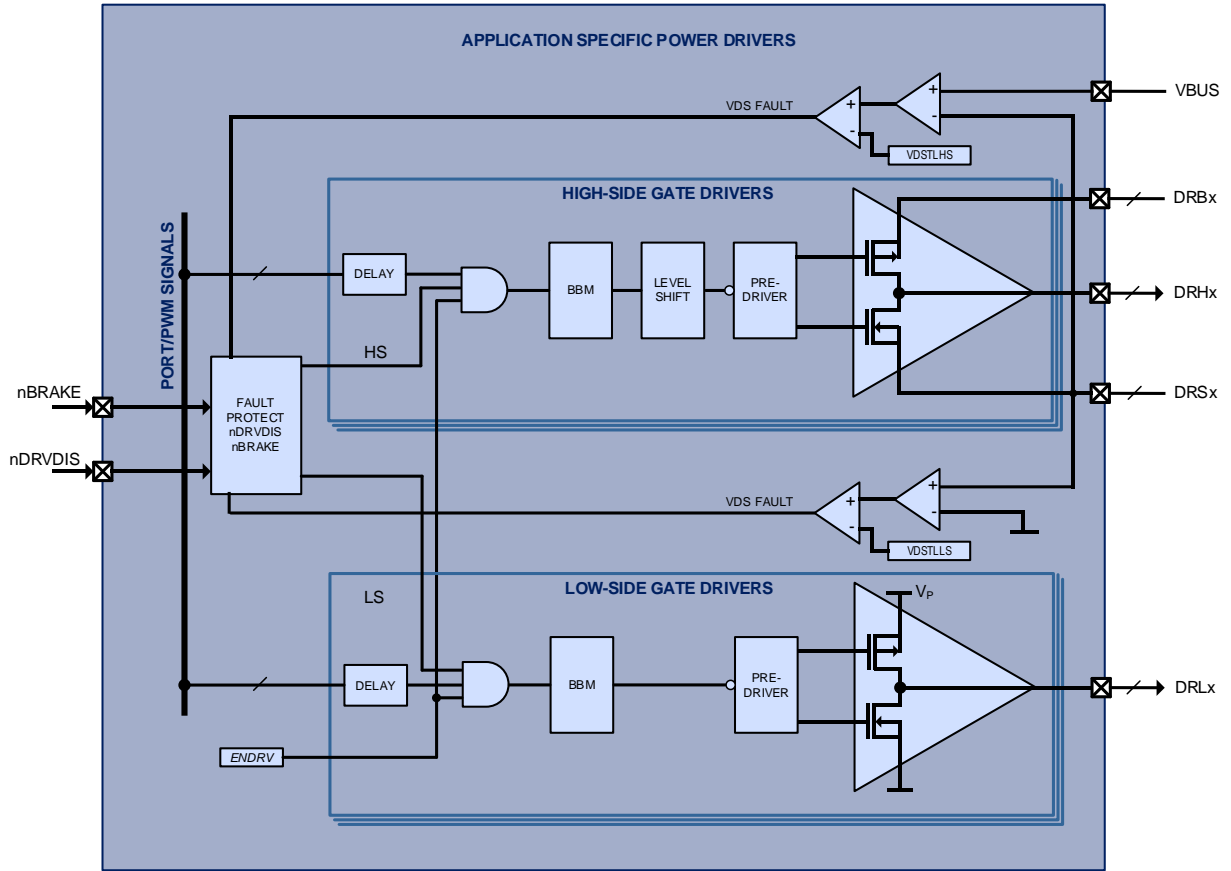 APPLICATION SPECIFIC POWER DRIVERS
+
-
+
-
VBUS
VDS FAULT
VDSTLHS
HIGH-SIDE GATE DRIVERS
DRBx
PORT/PWM SIGNALS
DELAY
BBM
LEVEL
SHIFT
PRE-
DRIVER
DRHx
HS
nBRAKE
FAULT
PROTECT
nDRVDIS
nBRAKE
DRSx
nDRVDIS
+
-
+
-
VDS FAULT
VDSTLLS
LOW-SIDE GATE DRIVERS
LS
VP
DELAY
BBM
PRE-
DRIVER
DRLx
ENDRV